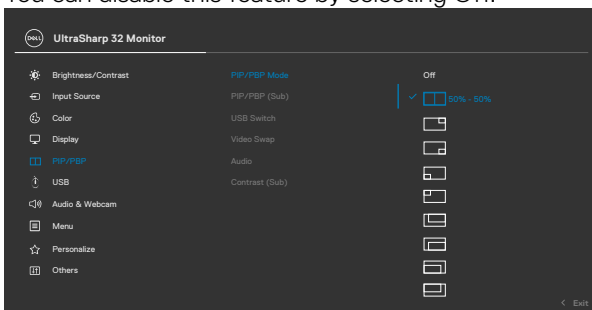 You can disable this feature by selecting Off.
DELL
UltraSharp 32 Monitor
Brightness/Contrast
Input Source
Color
Display
PIP/PBP
USB
Audio & Webcam
Menu
Personalize
Others
PIP/PBP Mode
PIP/PBP (Sub)
USB Switch
Video Swap
Audio
Contrast (Sub)
Off
50% - 50%
Exit